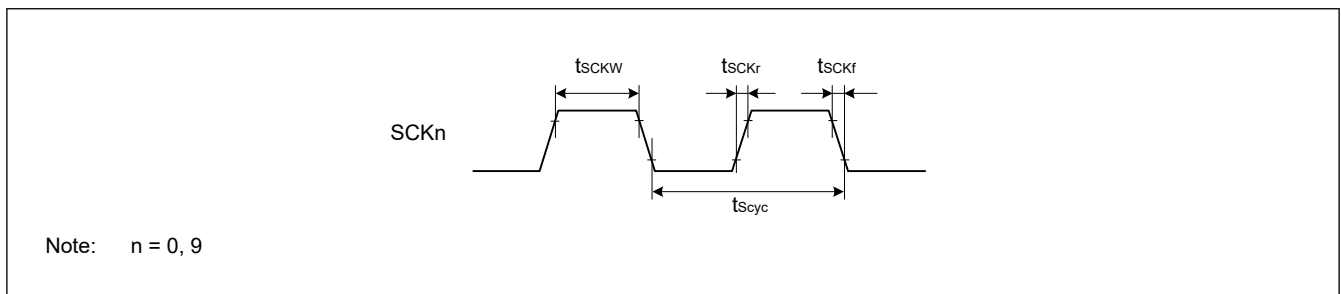 tSCKW tSCKr tSCKf
SCKn
tScyc
Note: n = 0, 9